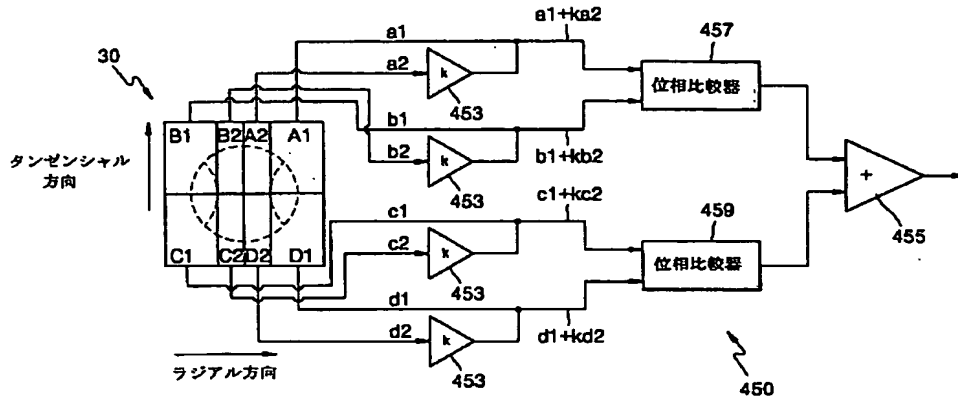 a1+ka2
457
30
a1
a2
k
453
位相比較器
B1
B2
A2
A1
b1
b2
k
453
b1+kb2
タンゼンシャル
方向
+
455
c1+kc2
459
C1
C2
D2
D1
c1
c2
k
453
位相比較器
d1
d2
k
453
d1+kd2
ラジアル方向
450